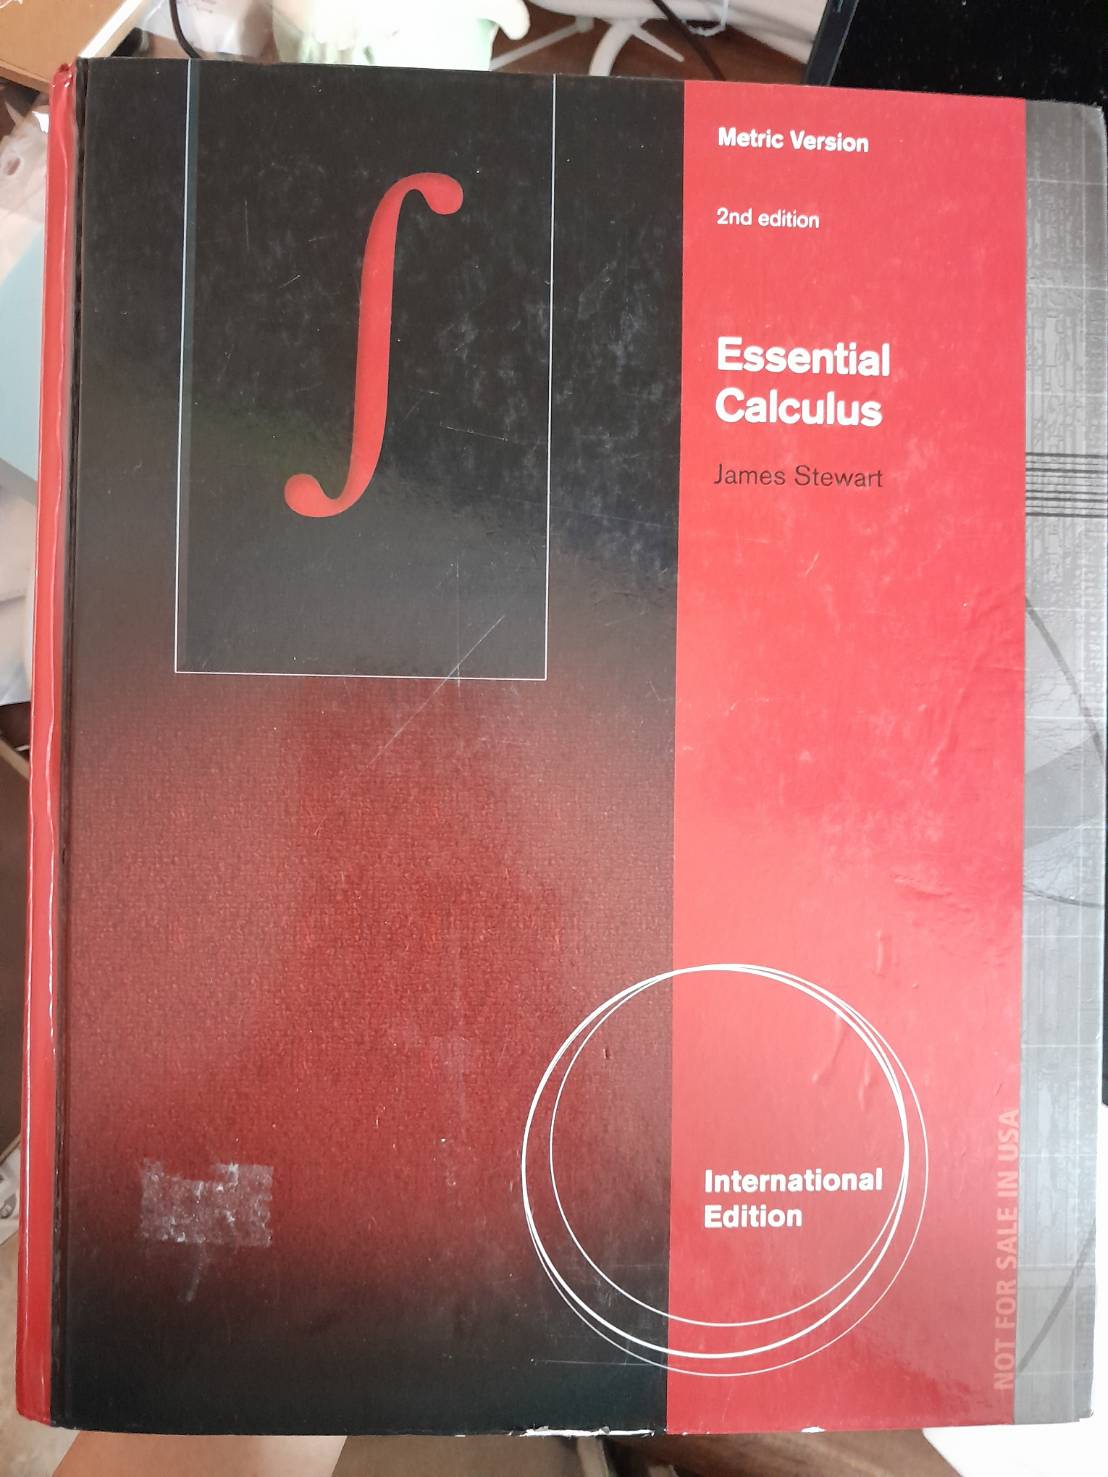 Metric Version
2nd edition
Essential
Calculus
James Stewart
International
Edition
NOT FOR SALE IN USA